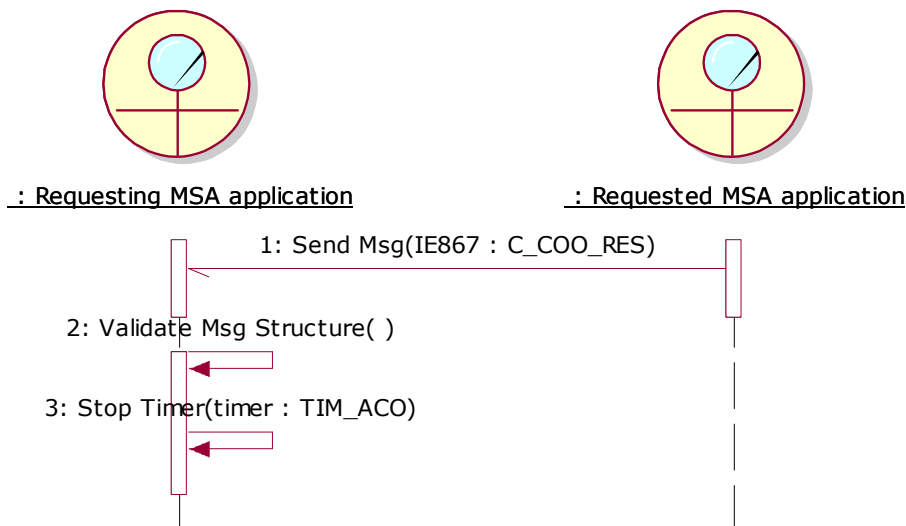 : Requesting MSA application
: Requested MSA application
1: Send Msg(IE867 : C_COO_RES)
2: Validate Msg Structure( )
3: Stop Timer(timer : TIM_ACO)